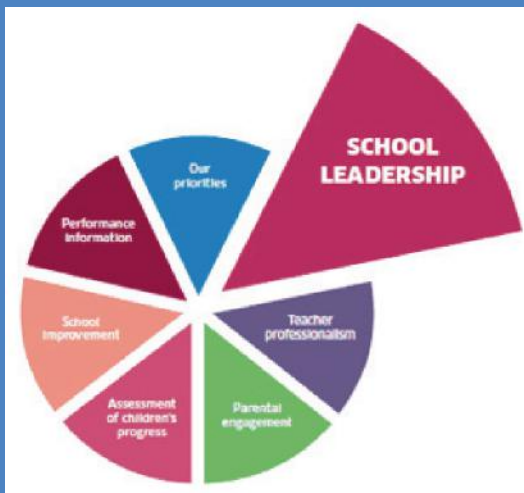 SCHOOL
LEADERSHIP
Our
priorities
Performance
information
Teacher
professionalism
School
improvement
Assessment
of children's
progress
Parental
engagement